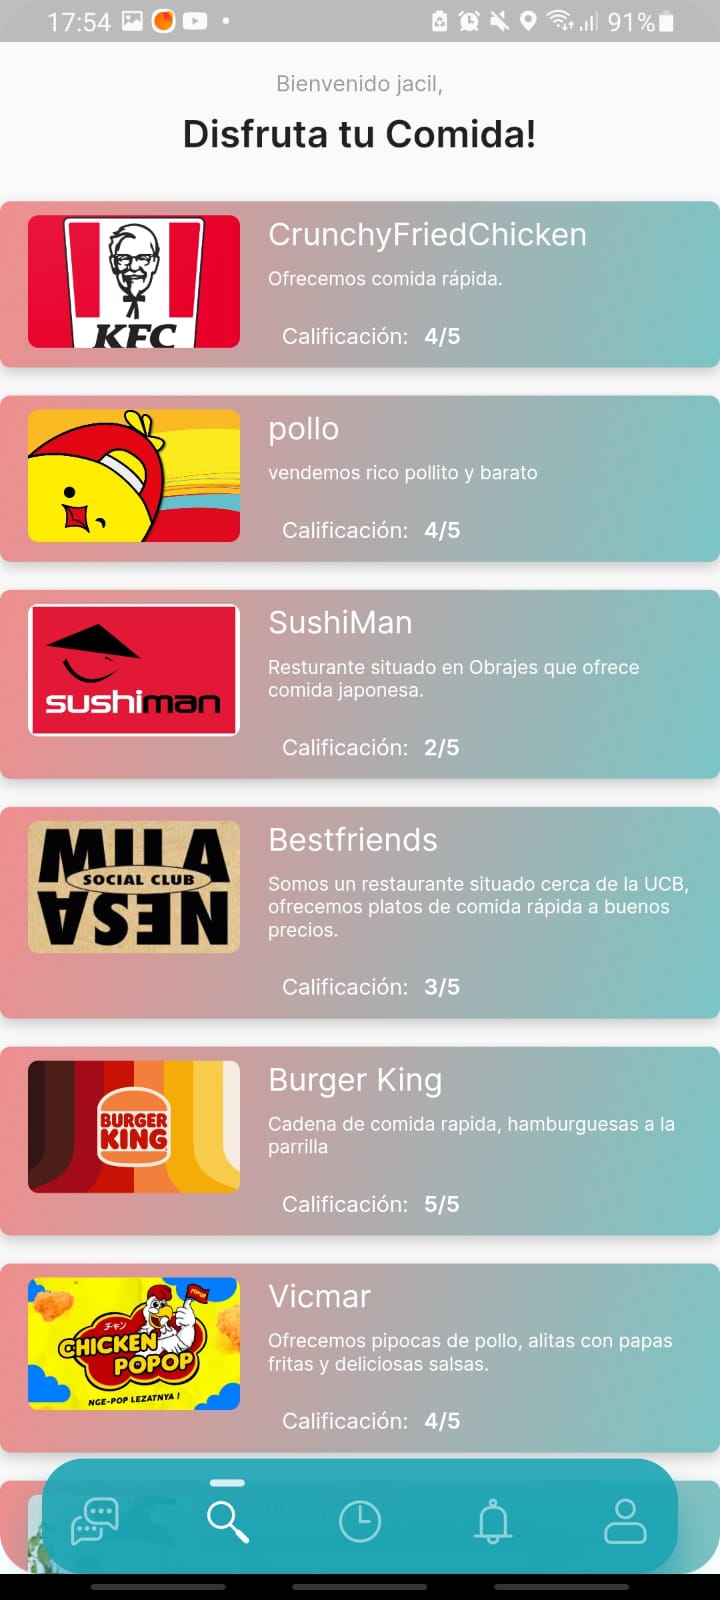 17:54
91%
Bienvenido jacil,
Disfruta tu Comida!
KFC
CrunchyFriedChicken
Ofrecemos comida rápida.
Calificación: 4/5
pollo
vendemos rico pollito y barato
Calificación: 4/5
sushiman
SushiMan
Resturante situado en Obrajes que ofrece
comida japonesa.
Calificación: 2/5
MILA
SOCIAL CLUB
NESA
Bestfriends
Somos un restaurante situado cerca de la UCB,
ofrecemos platos de comida rápida a buenos
precios.
Calificación: 3/5
BURGER
KING
Burger King
Cadena de comida rapida, hamburguesas a la
parrilla
Calificación: 5/5
POPOP
チキン
CHICKEN
POPOP
NGE-POP LEZATNYA !
Vicmar
Ofrecemos pipocas de pollo, alitas con papas
fritas y deliciosas salsas.
Calificación: 4/5